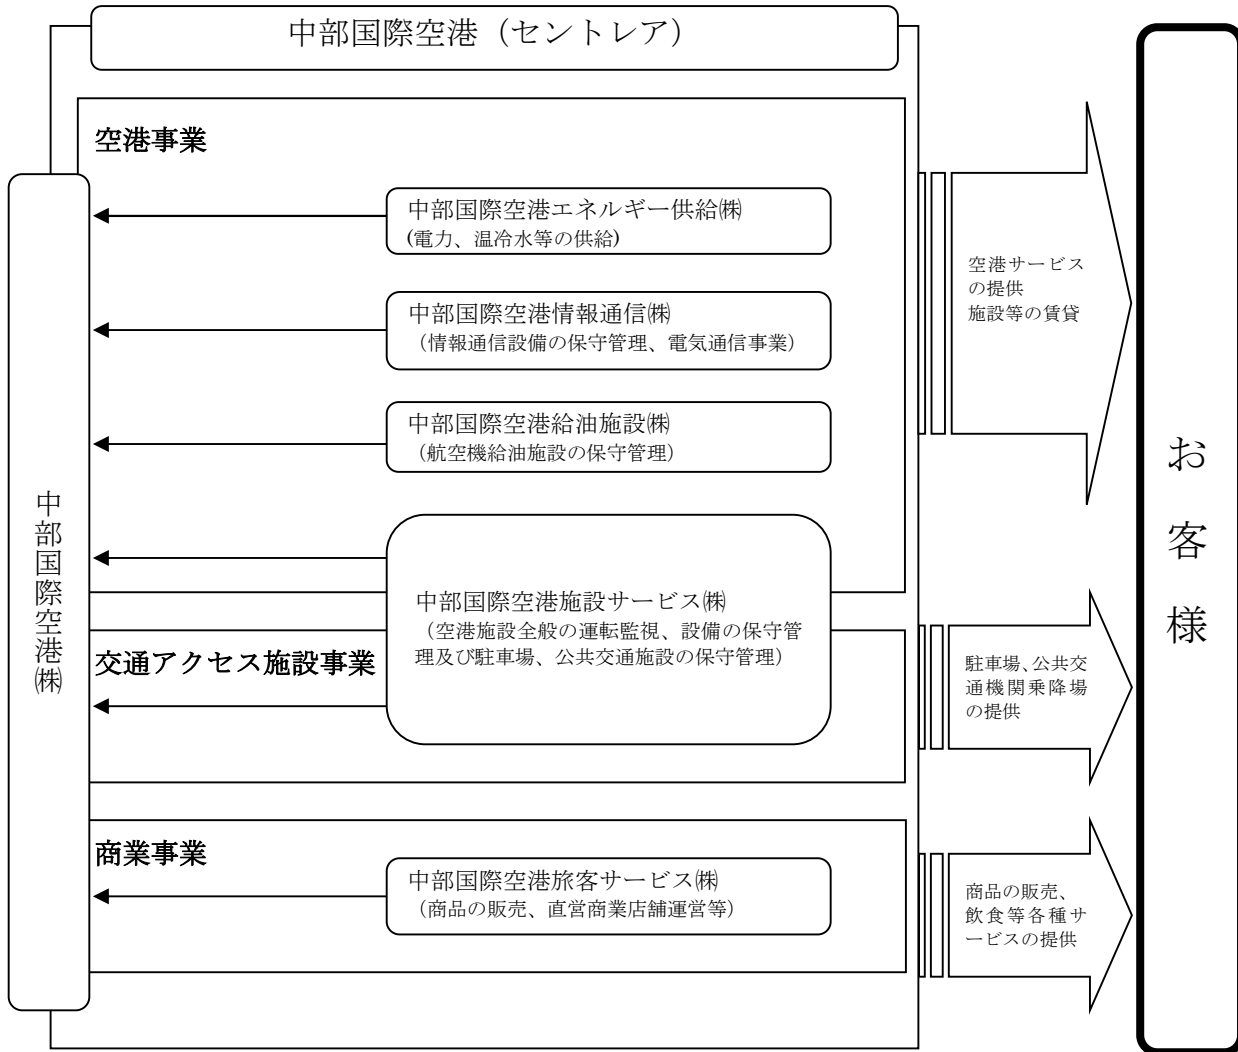 中部国際空港（セントレア）
空港事業
中部国際空港エネルギー供給㈱
(電力、温冷水等の供給)
中部国際空港情報通信㈱
（情報通信設備の保守管理、電気通信事業）
中部国際空港給油施設㈱
（航空機給油施設の保守管理）
中部国際空港施設サービス㈱
（空港施設全般の運転監視、設備の保守管
理及び駐車場、公共交通施設の保守管理）
交通アクセス施設事業
商業事業
中部国際空港旅客サービス㈱
（商品の販売、直営商業店舗運営等）
中部国際空港㈱
空港サービス
の提供
施設等の賃貸
駐車場、公共交
通機関乗降場
の提供
商品の販売、
飲食等各種サ
ービスの提供
お客様